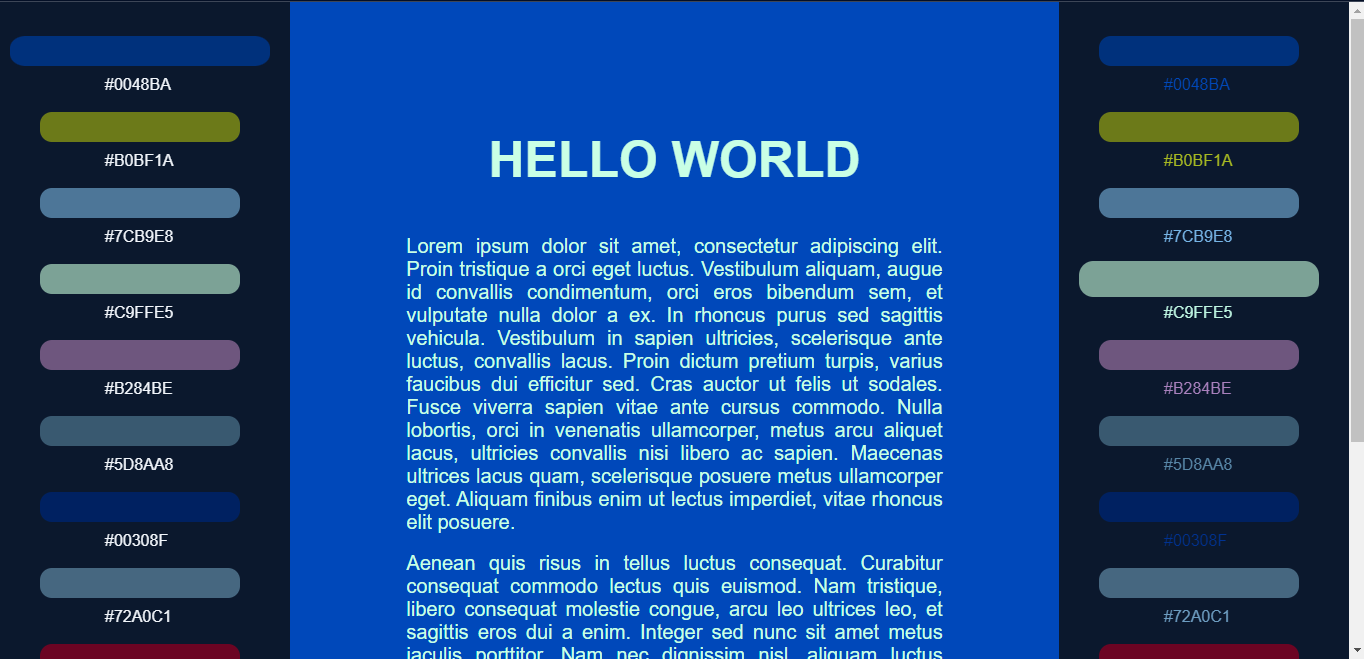 #0048BA
#B0BF1A
#7CB9E8
#C9FFE5
#B284BE
#5D8AA8
#00308F
#72A0C1
HELLO WORLD
Lorem ipsum dolor sit amet, consectetur adipiscing elit.
Proin tristique a orci eget luctus. Vestibulum aliquam, augue
id convallis condimentum, orci eros bibendum sem, et
vulputate nulla dolor a ex. In rhoncus purus sed sagittis
vehicula. Vestibulum in sapien ultricies, scelerisque ante
luctus, convallis lacus. Proin dictum pretium turpis, varius
faucibus dui efficitur sed. Cras auctor ut felis ut sodales.
Fusce viverra sapien vitae ante cursus commodo. Nulla
lobortis, orci in venenatis ullamcorper, metus arcu aliquet
lacus, ultricies convallis nisi libero ac sapien. Maecenas
ultrices lacus quam, scelerisque posuere metus ullamcorper
eget. Aliquam finibus enim ut lectus imperdiet, vitae rhoncus
elit posuere.
Aenean quis risus in tellus luctus consequat. Curabitur
consequat commodo lectus quis euismod. Nam tristique,
libero consequat molestie congue, arcu leo ultrices leo, et
sagittis eros dui a enim. Integer sed nunc sit amet metus
iaculis porttitor. Nam nec dignissim nisl, aliquam luctus
#0048BA
#B0BF1A
#7CB9E8
#C9FFE5
#B284BE
#5D8AA8
#00308F
#72A0C1